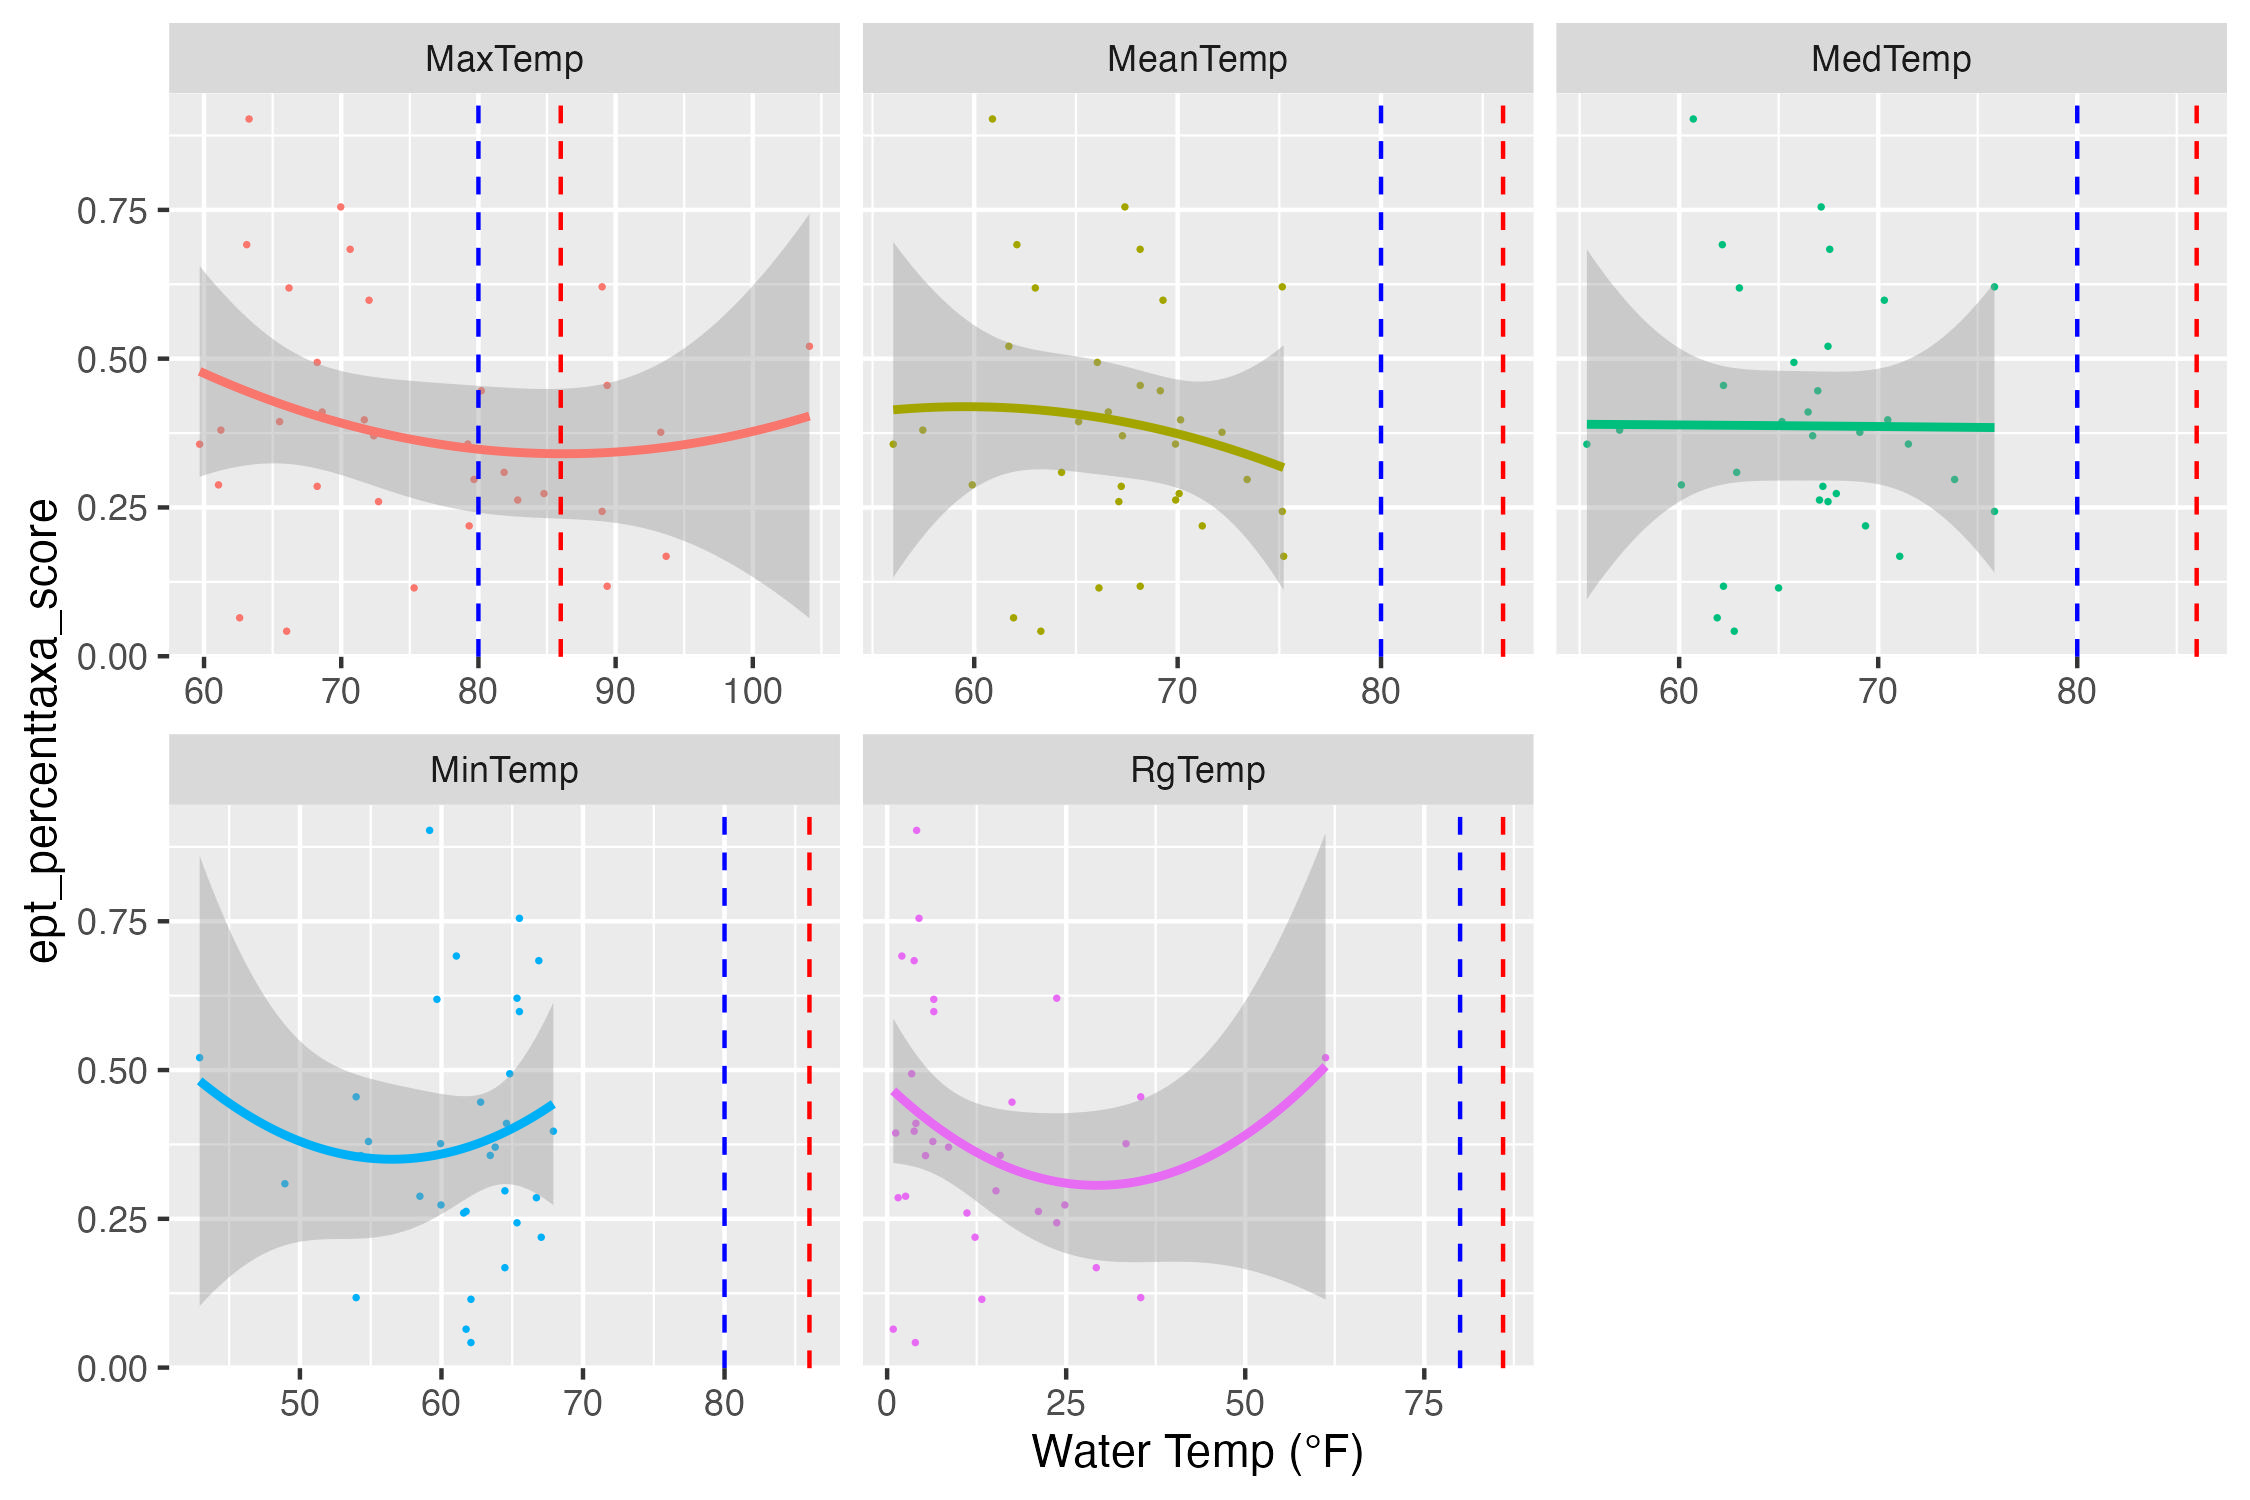 MaxTemp
MeanTemp
MedTemp
ept_percenttaxa_score
0.75
0.50
0.25
0.00
60 70 80 90 100
60 70 80
60 70 80
MinTemp
RgTemp
0.75
0.50
0.25
0.00
50 60 70 80
0 25 50 75
Water Temp (°F)